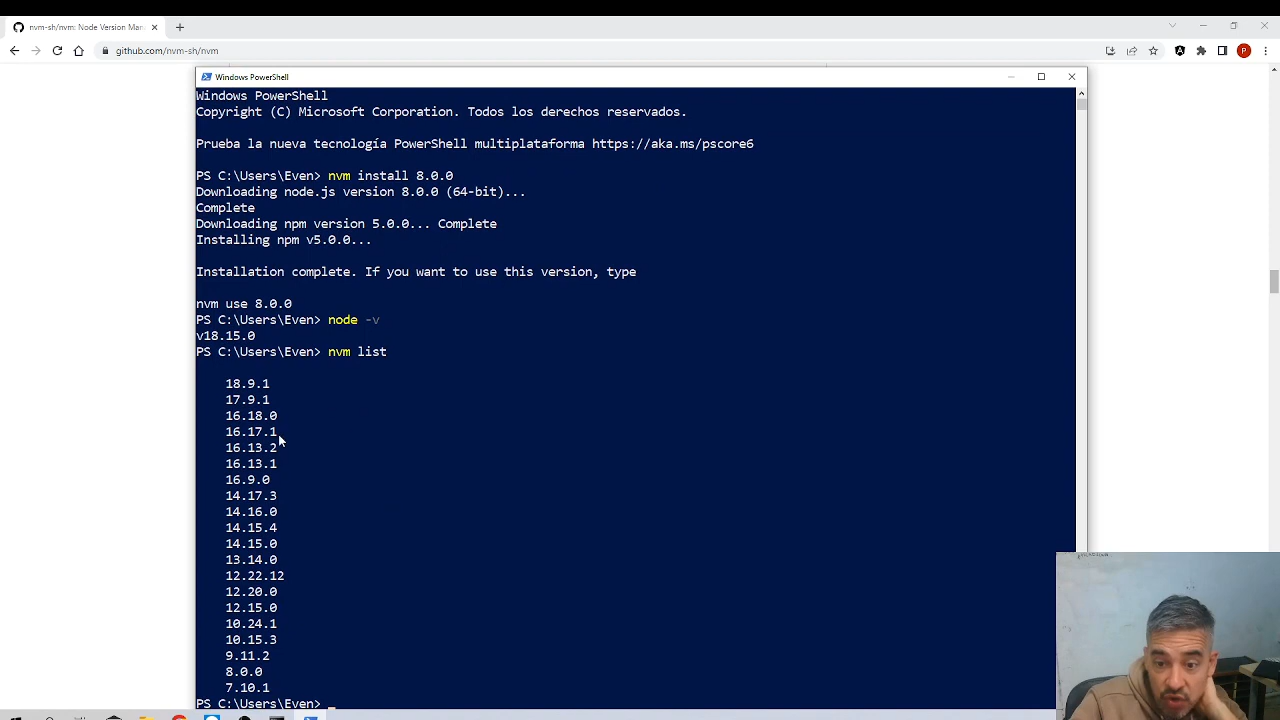 nvm-sh/nvm: Node Version Man
github.com/nvm-sh/nvm
Windows PowerShell
Windows PowerShell
Copyright (C) Microsoft Corporation. Todos los derechos reservados.
Prueba la nueva tecnología PowerShell multiplataforma https://aka.ms/pscore6
PS C:\Users\Even> nvm install 8.0.0
Downloading node.js version 8.0.0 (64-bit)...
Complete
Downloading npm version 5.0.0... Complete
Installing npm v5.0.0...
Installation complete. If you want to use this version, type
nvm use 8.0.0
PS C:\Users\Even> node -v
v18.15.0
PS C:\Users\Even> nvm list
18.9.1
17.9.1
16.18.0
16.17.1
16.13.2
16.13.1
16.9.0
14.17.3
14.16.0
14.15.4
14.15.0
13.14.0
12.22.12
12.20.0
12.15.0
10.24.1
10.15.3
9.11.2
8.0.0
7.10.1
PS C:\Users\Even>